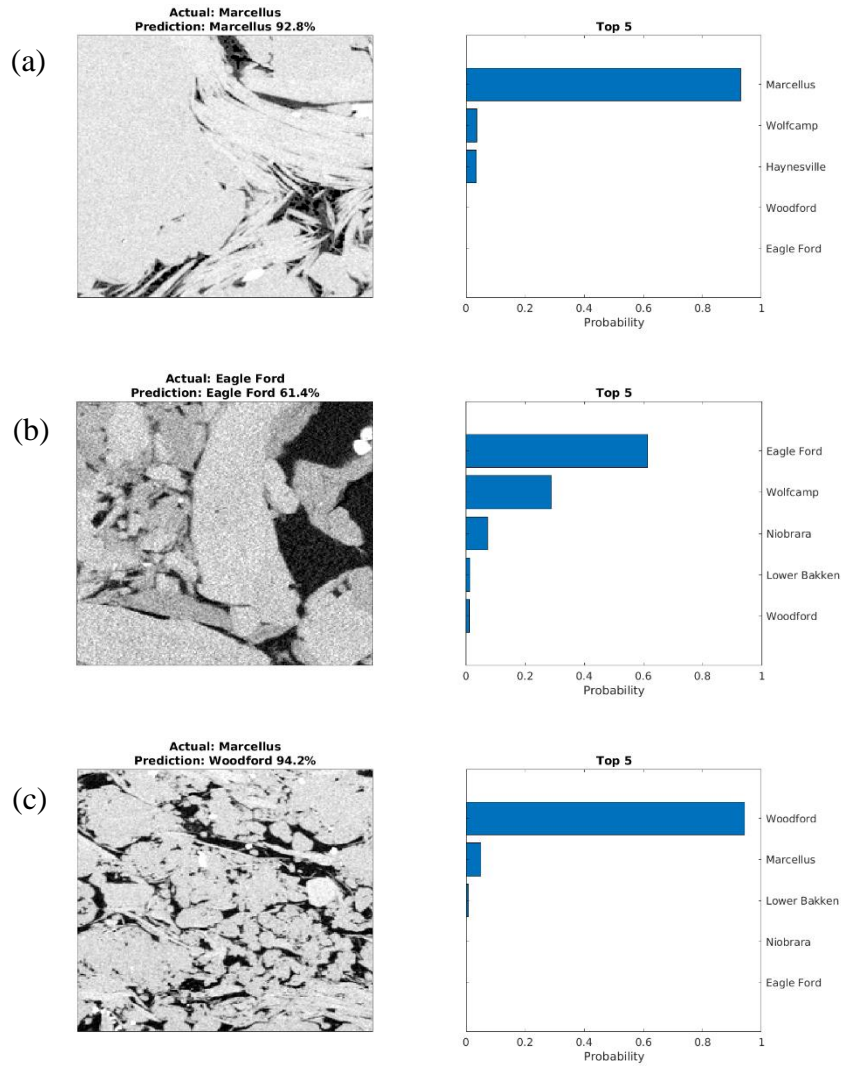 (a)
Actual: Marcellus
Prediction: Marcellus 92.8%
Top 5
Marcellus
Wolfcamp
Haynesville
Woodford
Eagle Ford
0 0.2 0.4 0.6 0.8 1
Probability
(b)
Actual: Eagle Ford
Prediction: Eagle Ford 61.4%
Top 5
Eagle Ford
Wolfcamp
Niobrara
Lower Bakken
Woodford
0 0.2 0.4 0.6 0.8 1
Probability
(c)
Actual: Marcellus
Prediction: Woodford 94.2%
Top 5
Woodford
Marcellus
Lower Bakken
Niobrara
Eagle Ford
0 0.2 0.4 0.6 0.8 1
Probability